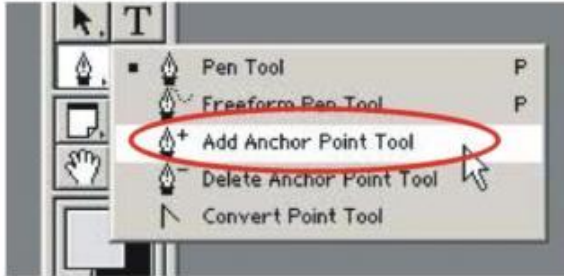 T
Pen Tool P
Freeform Pen Tool P
Add Anchor Point Tool
Delete Anchor Point Tool
Convert Point Tool